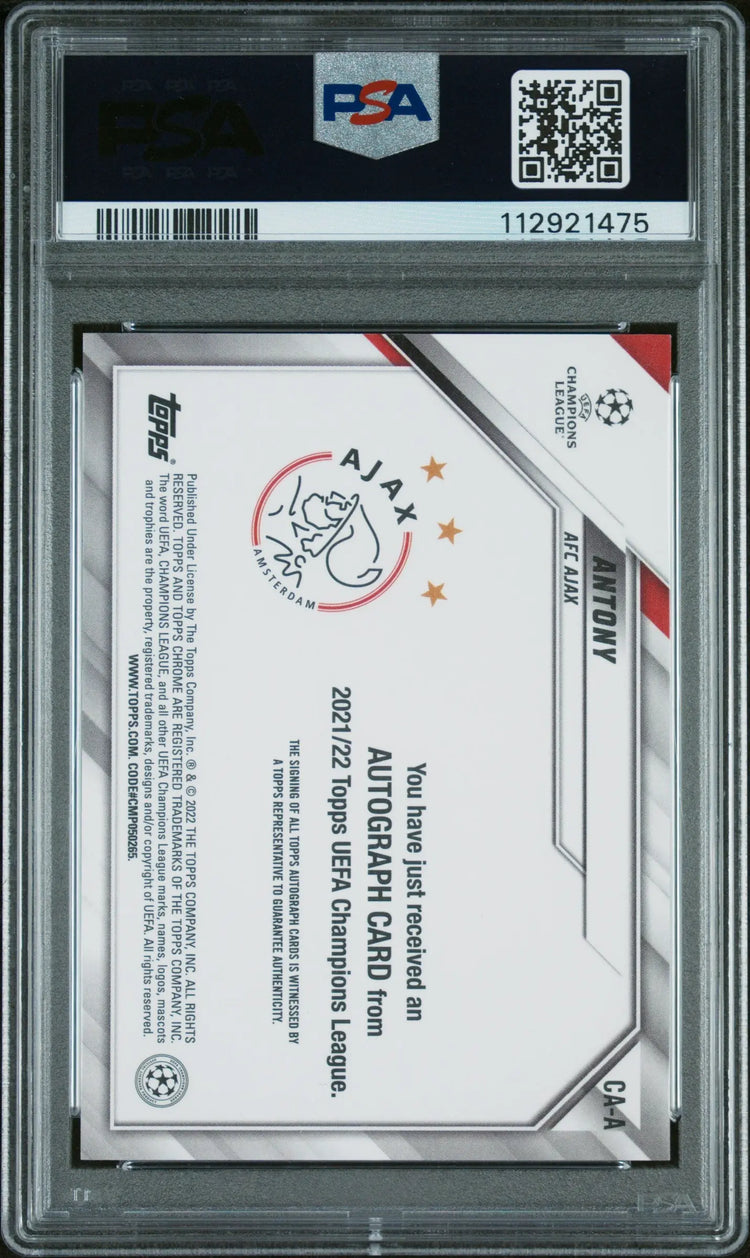 PSA
PSA
112921475
UEFA
CHAMPIONS
LEAGUE
ANTONY
AFC AJAX
CA-A
AJAX
AMSTERDAM
You have just received an
AUTOGRAPH CARD from
2021/22 Topps UEFA Champions League.
THE SIGNING OF ALL TOPPS AUTOGRAPH CARDS IS WITNESSED BY
A TOPPS REPRESENTATIVE TO GUARANTEE AUTHENTICITY.
topps®
Published Under License by The Topps Company, Inc. ® & © 2022 THE TOPPS COMPANY, INC. ALL RIGHTS
RESERVED. TOPPS AND TOPPS CHROME ARE REGISTERED TRADEMARKS OF THE TOPPS COMPANY, INC.
The word UEFA, CHAMPIONS LEAGUE, and all other UEFA Champions League marks, names, logos, mascots
and trophies are the property, registered trademarks, designs and/or copyright of UEFA. All rights reserved.
WWW.TOPPS.COM. CODE#CMP050265.
PSA